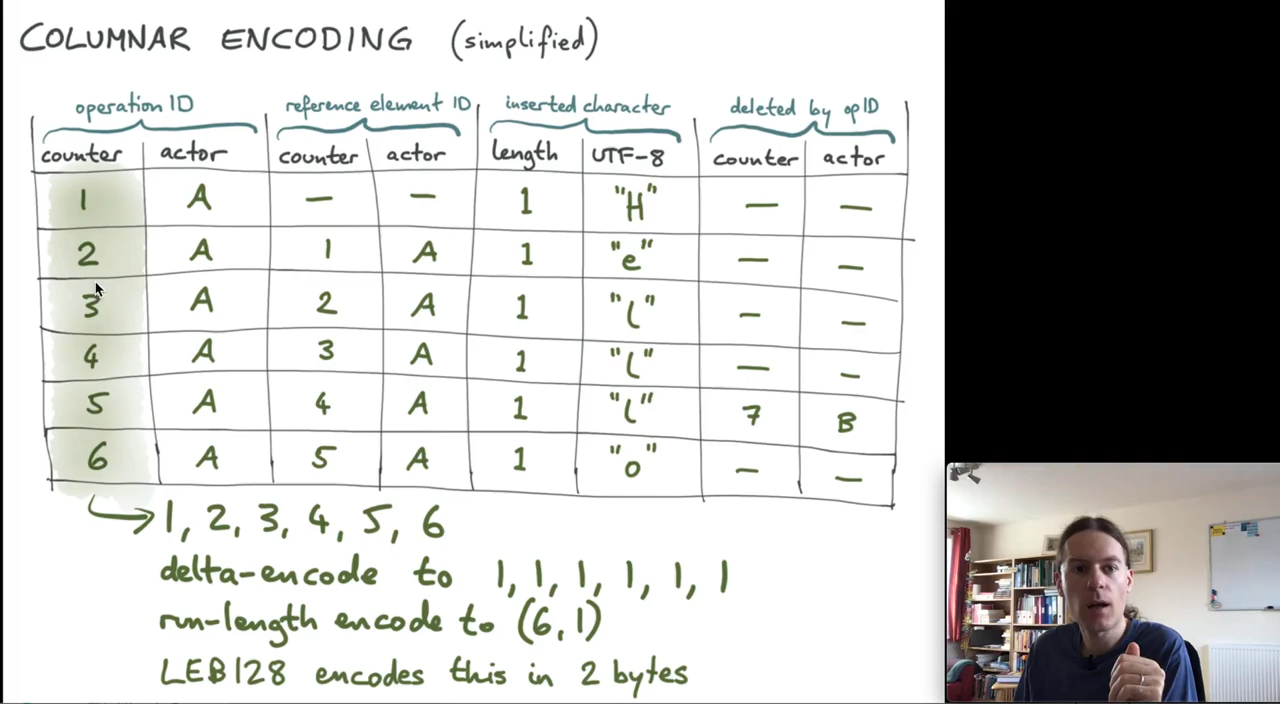 COLUMNAR ENCODING (simplified)
operation ID reference element ID inserted character deleted by opID
counter actor counter actor length UTF-8 counter actor
1 A — — 1 "H" — —
2 A 1 A 1 "e" — —
3 A 2 A 1 "l" — —
4 A 3 A 1 "l" — —
5 A 4 A 1 "l" 7 B
6 A 5 A 1 "o" — —
→ 1, 2, 3, 4, 5, 6
delta-encode to 1, 1, 1, 1, 1, 1
run-length encode to (6, 1)
LEB128 encodes this in 2 bytes